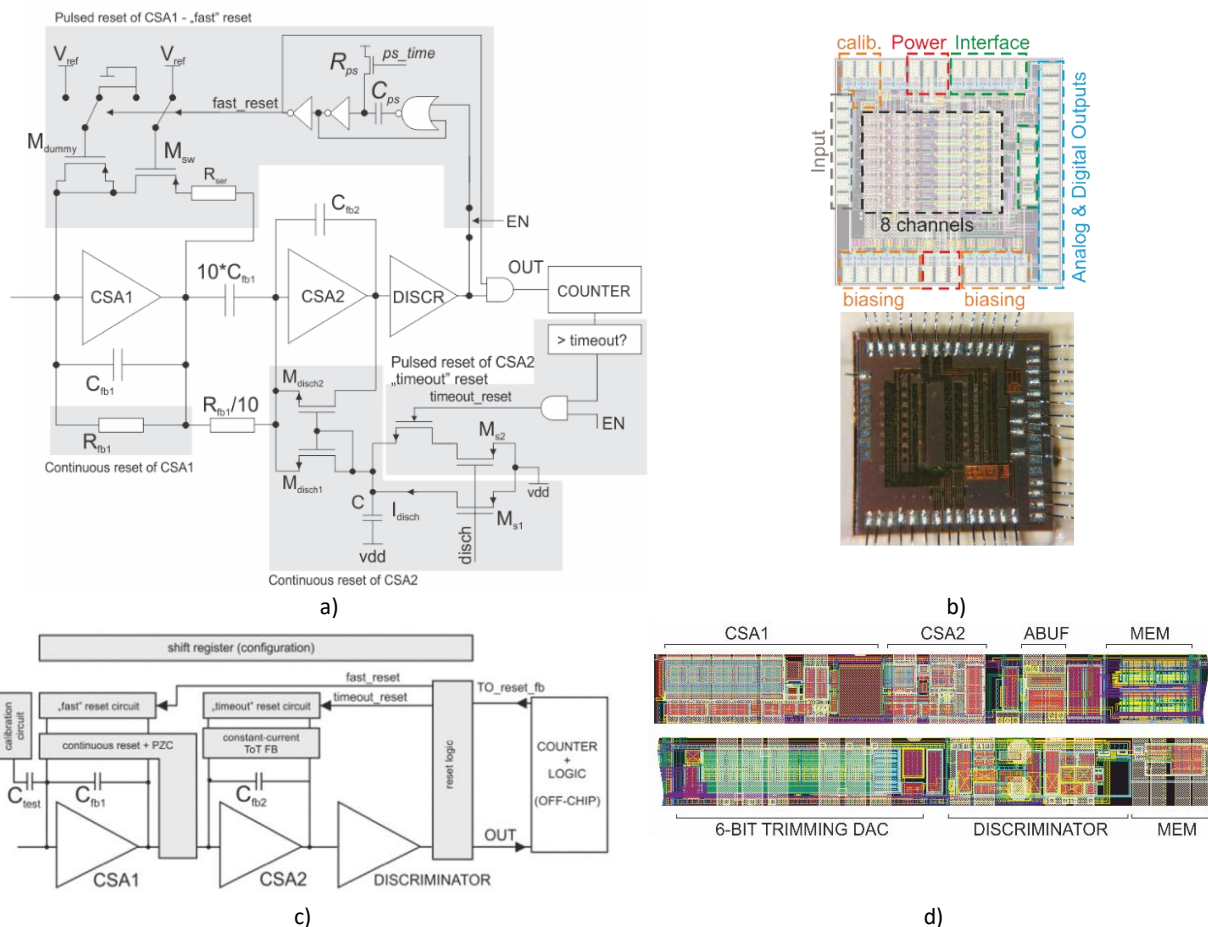 Pulsed reset of CSA1 - „fast" reset
V_ref
V_ref
R_ps
ps_time
C_ps
fast_reset
M_dummy
M_sw
R_ser
C_fb2
EN
CSA1
10*C_fb1
CSA2
DISCR
OUT
COUNTER
> timeout?
C_fb1
R_fb1
Continuous reset of CSA1
R_fb1/10
M_disch2
M_disch1
Pulsed reset of CSA2
„timeout" reset
timeout_reset
EN
M_s2
vdd
C
I_disch
M_s1
vdd
disch
Continuous reset of CSA2
a)
calib.
Power
Interface
Input
8 channels
Analog & Digital Outputs
biasing
biasing
b)
shift register (configuration)
fast_reset
timeout_reset
TO_reset_fb
calibration
circuit
„fast" reset circuit
„timeout" reset
circuit
continuous reset + PZC
constant-current
ToT FB
reset logic
COUNTER
+
LOGIC
(OFF-CHIP)
C_test
C_fb1
C_fb2
OUT
CSA1
CSA2
DISCRIMINATOR
c)
CSA1
CSA2
ABUF
MEM
6-BIT TRIMMING DAC
DISCRIMINATOR
MEM
d)